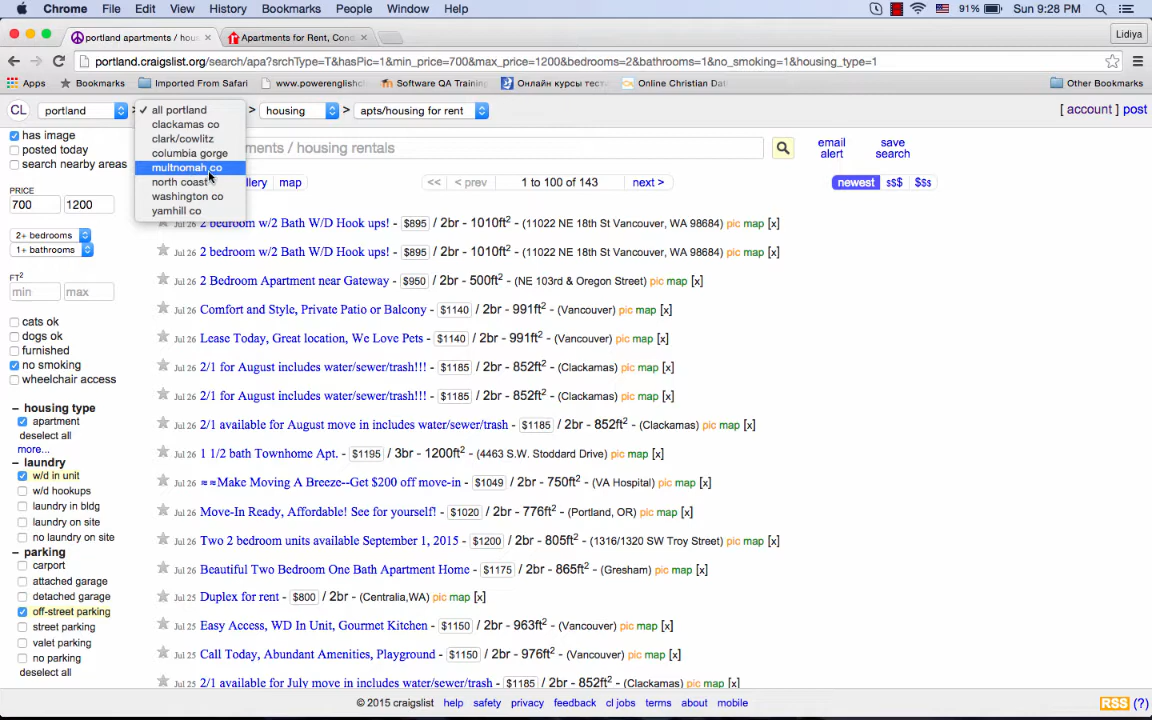 Chrome File Edit View History Bookmarks People Window Help 91% Sun 9:28 PM
portland apartments / hou × Apartments for Rent, Con × Lidiya
portland.craigslist.org/search/apa?srchType=T&hasPic=1&min_price=700&max_price=1200&bedrooms=2&bathrooms=1&no_smoking=1&housing_type=1
Apps Bookmarks Imported From Safari www.powerenglish Software QA Training Онлайн курсы тест Online Christian Dat Other Bookmarks
CL portland > ✓ all portland > housing > apts/housing for rent [ account ] post
clackamas co
clark/cowlitz
columbia gorge
multnomah co
north coast
washington co
yamhill co
has image
posted today
search nearby areas
ments / housing rentals
email alert
save search
PRICE
700 1200
2+ bedrooms
1+ bathrooms
FT2
min max
cats ok
dogs ok
furnished
no smoking
wheelchair access
– housing type
apartment
deselect all
more...
– laundry
w/d in unit
w/d hookups
laundry in bldg
laundry on site
no laundry on site
– parking
carport
attached garage
detached garage
off-street parking
street parking
valet parking
no parking
deselect all
llery map << < prev 1 to 100 of 143 next > newest s$$ $$s
Jul 26 2 bedroom w/2 Bath W/D Hook ups! - $895 / 2br - 1010ft2 - (11022 NE 18th St Vancouver, WA 98684) pic map [x]
Jul 26 2 bedroom w/2 Bath W/D Hook ups! - $895 / 2br - 1010ft2 - (11022 NE 18th St Vancouver, WA 98684) pic map [x]
Jul 26 2 Bedroom Apartment near Gateway - $950 / 2br - 500ft2 - (NE 103rd & Oregon Street) pic map [x]
Jul 26 Comfort and Style, Private Patio or Balcony - $1140 / 2br - 991ft2 - (Vancouver) pic map [x]
Jul 26 Lease Today, Great location, We Love Pets - $1140 / 2br - 991ft2 - (Vancouver) pic map [x]
Jul 26 2/1 for August includes water/sewer/trash!!! - $1185 / 2br - 852ft2 - (Clackamas) pic map [x]
Jul 26 2/1 for August includes water/sewer/trash!!! - $1185 / 2br - 852ft2 - (Clackamas) pic map [x]
Jul 26 2/1 available for August move in includes water/sewer/trash - $1185 / 2br - 852ft2 - (Clackamas) pic map [x]
Jul 26 1 1/2 bath Townhome Apt. - $1195 / 3br - 1200ft2 - (4463 S.W. Stoddard Drive) pic map [x]
Jul 26 ≈≈Make Moving A Breeze--Get $200 off move-in - $1049 / 2br - 750ft2 - (VA Hospital) pic map [x]
Jul 26 Move-In Ready, Affordable! See for yourself! - $1020 / 2br - 776ft2 - (Portland, OR) pic map [x]
Jul 26 Two 2 bedroom units available September 1, 2015 - $1200 / 2br - 805ft2 - (1316/1320 SW Troy Street) pic map [x]
Jul 26 Beautiful Two Bedroom One Bath Apartment Home - $1175 / 2br - 865ft2 - (Gresham) pic map [x]
Jul 25 Duplex for rent - $800 / 2br - (Centralia,WA) pic map [x]
Jul 25 Easy Access, WD In Unit, Gourmet Kitchen - $1150 / 2br - 963ft2 - (Vancouver) pic map [x]
Jul 25 Call Today, Abundant Amenities, Playground - $1150 / 2br - 976ft2 - (Vancouver) pic map [x]
Jul 25 2/1 available for July move in includes water/sewer/trash - $1185 / 2br - 852ft2 - (Clackamas) pic map [x]
© 2015 craigslist help safety privacy feedback cl jobs terms about mobile RSS (?)